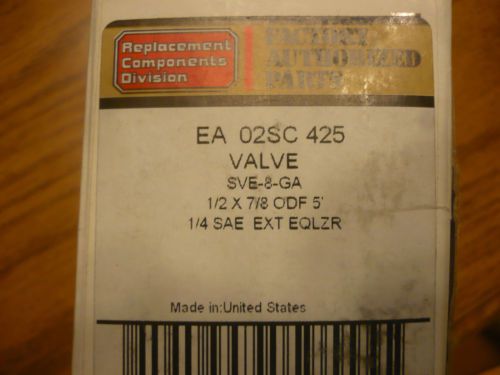 Replacement
Components
Division
FACTORY
AUTHORIZED
PARTS
EA 02SC 425
VALVE
SVE-8-GA
1/2 X 7/8 ODF 5'
1/4 SAE EXT EQLZR
Made in:United States